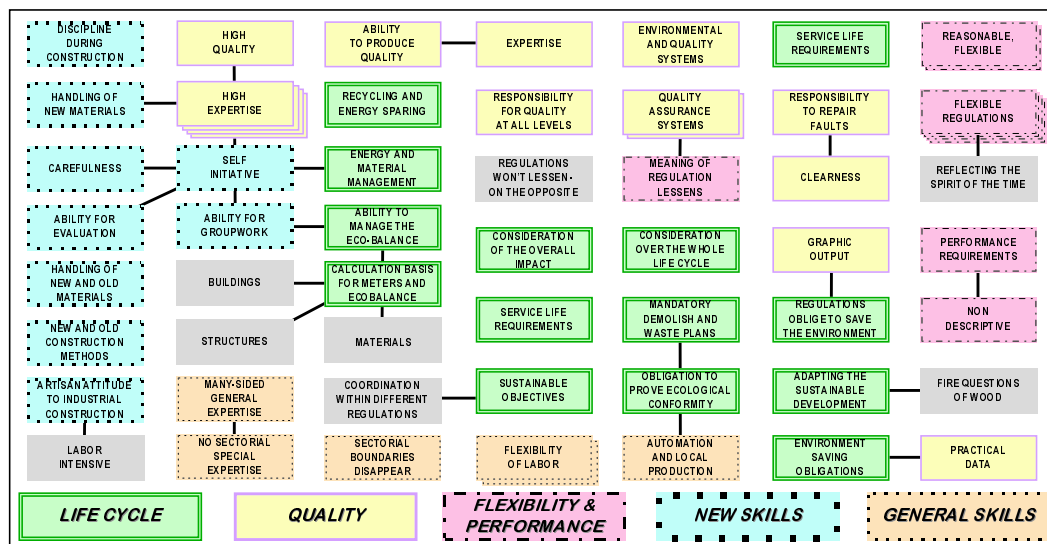 DISCIPLINE
DURING
CONSTRUCTION
HIGH
QUALITY
ABILITY
TO PRODUCE
QUALITY
EXPERTISE
ENVIRONMENTAL
AND QUALITY
SYSTEMS
SERVICE LIFE
REQUIREMENTS
REASONABLE,
FLEXIBLE
HANDLING OF
NEW MATERIALS
HIGH
EXPERTISE
RECYCLING AND
ENERGY SPARING
RESPONSIBILITY
FOR QUALITY
AT ALL LEVELS
QUALITY
ASSURANCE
SYSTEMS
RESPONSIBILITY
TO REPAIR
FAULTS
FLEXIBLE
REGULATIONS
CAREFULNESS
SELF
INITIATIVE
ENERGY AND
MATERIAL
MANAGEMENT
REGULATIONS
WON'T LESSEN-
ON THE OPPOSITE
MEANING OF
REGULATION
LESSENS
CLEARNESS
REFLECTING THE
SPIRIT OF THE TIME
ABILITY FOR
EVALUATION
ABILITY FOR
GROUPWORK
ABILITY TO
MANAGE THE
ECO-BALANCE
CONSIDERATION
OF THE OVERALL
IMPACT
CONSIDERATION
OVER THE WHOLE
LIFE CYCLE
GRAPHIC
OUTPUT
PERFORMANCE
REQUIREMENTS
HANDLING OF
NEW AND OLD
MATERIALS
BUILDINGS
CALCULATION BASIS
FOR METERS AND
ECOBALANCE
SERVICE LIFE
REQUIREMENTS
MANDATORY
DEMOLISH AND
WASTE PLANS
REGULATIONS
OBLIGE TO SAVE
THE ENVIRONMENT
NON
DESCRIPTIVE
NEW AND OLD
CONSTRUCTION
METHODS
STRUCTURES
MATERIALS
ARTISAN ATTITUDE
TO INDUSTRIAL
CONSTRUCTION
MANY-SIDED
GENERAL
EXPERTISE
COORDINATION
WITHIN DIFFERENT
REGULATIONS
SUSTAINABLE
OBJECTIVES
OBLIGATION TO
PROVE ECOLOGICAL
CONFORMITY
ADAPTING THE
SUSTAINABLE
DEVELOPMENT
FIRE QUESTIONS
OF WOOD
LABOR
INTENSIVE
NO SECTORIAL
SPECIAL
EXPERTISE
SECTORIAL
BOUNDARIES
DISAPPEAR
FLEXIBILITY
OF LABOR
AUTOMATION
AND LOCAL
PRODUCTION
ENVIRONMENT
SAVING
OBLIGATIONS
PRACTICAL
DATA
LIFE CYCLE
QUALITY
FLEXIBILITY &
PERFORMANCE
NEW SKILLS
GENERAL SKILLS